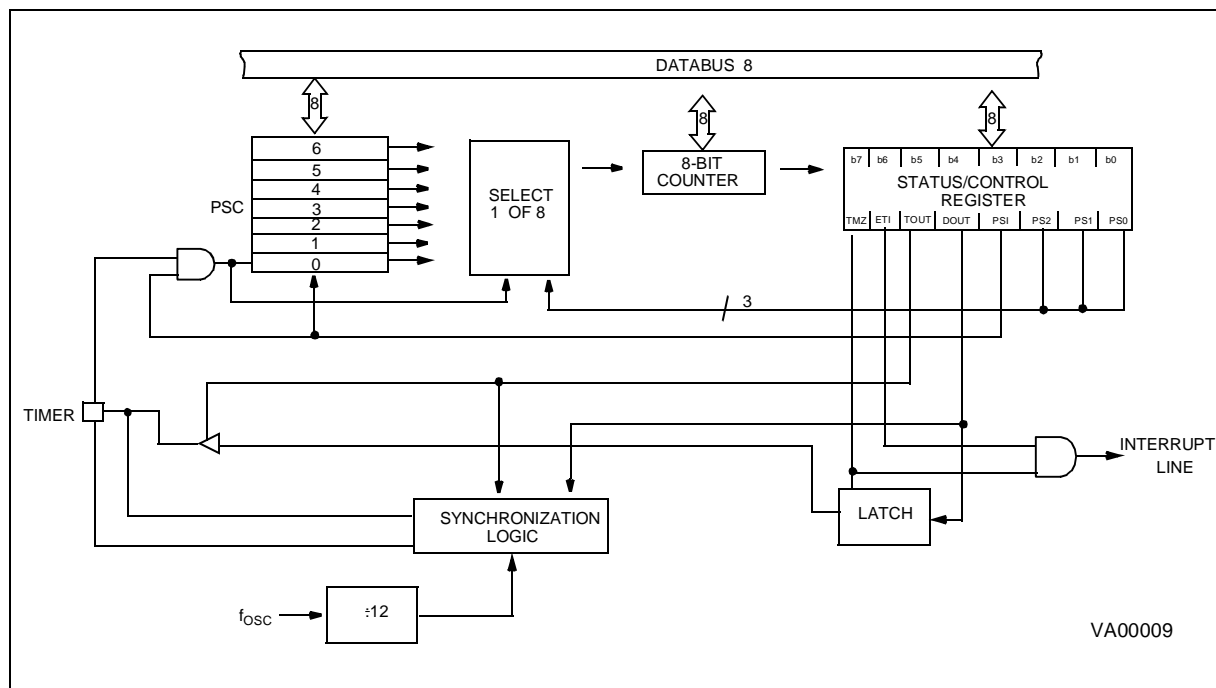 DATABUS 8
8
8
8
6
5
4
3
2
1
0
PSC
SELECT
1 OF 8
8-BIT
COUNTER
b7 b6 b5 b4 b3 b2 b1 b0
STATUS/CONTROL
REGISTER
TMZ ETI TOUT DOUT PSI PS2 PS1 PS0
3
TIMER
INTERRUPT
LINE
LATCH
SYNCHRONIZATION
LOGIC
fOSC
÷12
VA00009